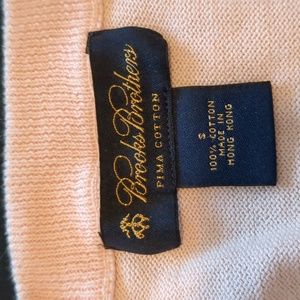 Brooks Brothers
PIMA COTTON
S
100% COTTON
MADE IN
HONG KONG